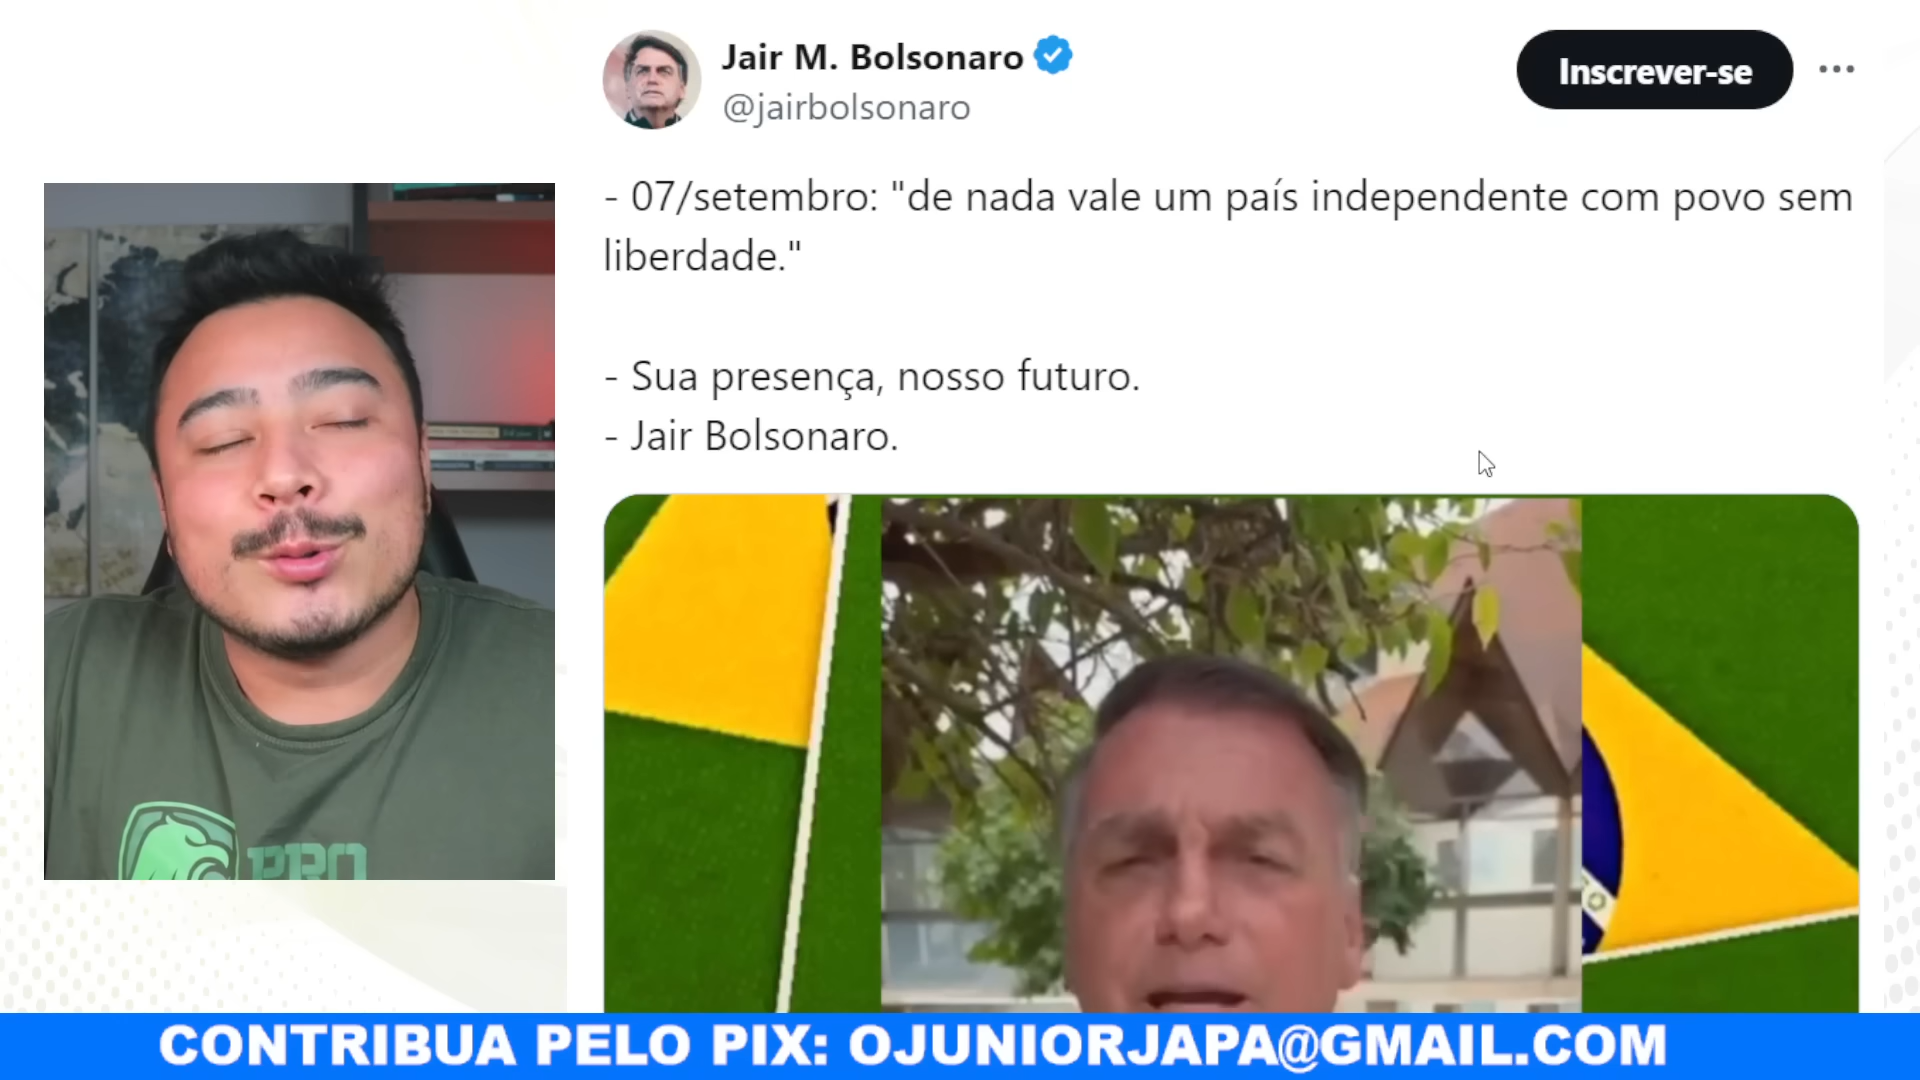 Jair M. Bolsonaro
@jairbolsonaro
Inscrever-se
- 07/setembro: "de nada vale um país independente com povo sem
liberdade."
- Sua presença, nosso futuro.
- Jair Bolsonaro.
PRO
CONTRIBUA PELO PIX: OJUNIORJAPA@GMAIL.COM